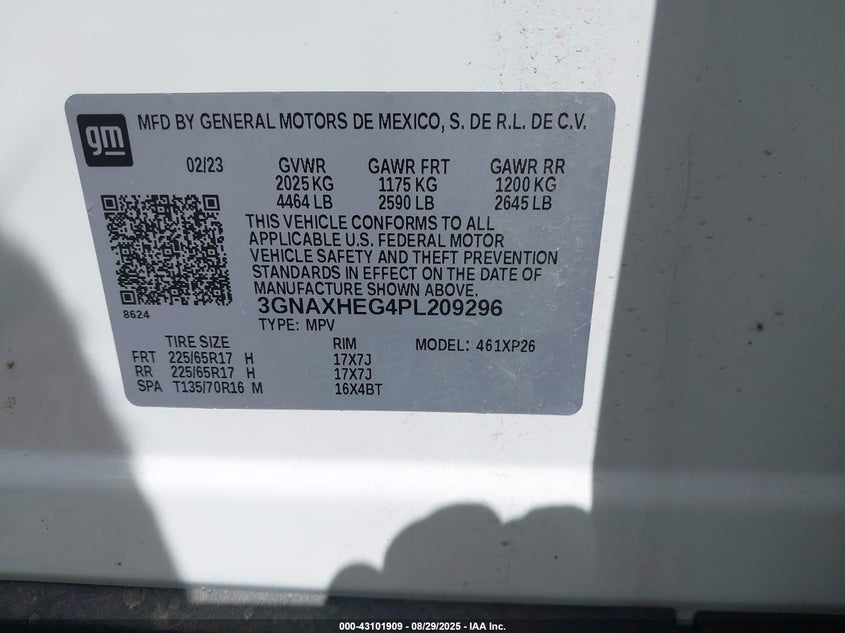 gm
MFD BY GENERAL MOTORS DE MEXICO, S. DE R.L. DE C.V.
02/23 GVWR GAWR FRT GAWR RR
2025 KG 1175 KG 1200 KG
4464 LB 2590 LB 2645 LB
THIS VEHICLE CONFORMS TO ALL
APPLICABLE U.S. FEDERAL MOTOR
VEHICLE SAFETY AND THEFT PREVENTION
STANDARDS IN EFFECT ON THE DATE OF
MANUFACTURE SHOWN ABOVE.
8624
3GNAXHEG4PL209296
TYPE: MPV
TIRE SIZE RIM MODEL: 461XP26
FRT 225/65R17 H 17X7J
RR 225/65R17 H 17X7J
SPA T135/70R16 M 16X4BT
000-43101909 - 08/29/2025 - IAA Inc.